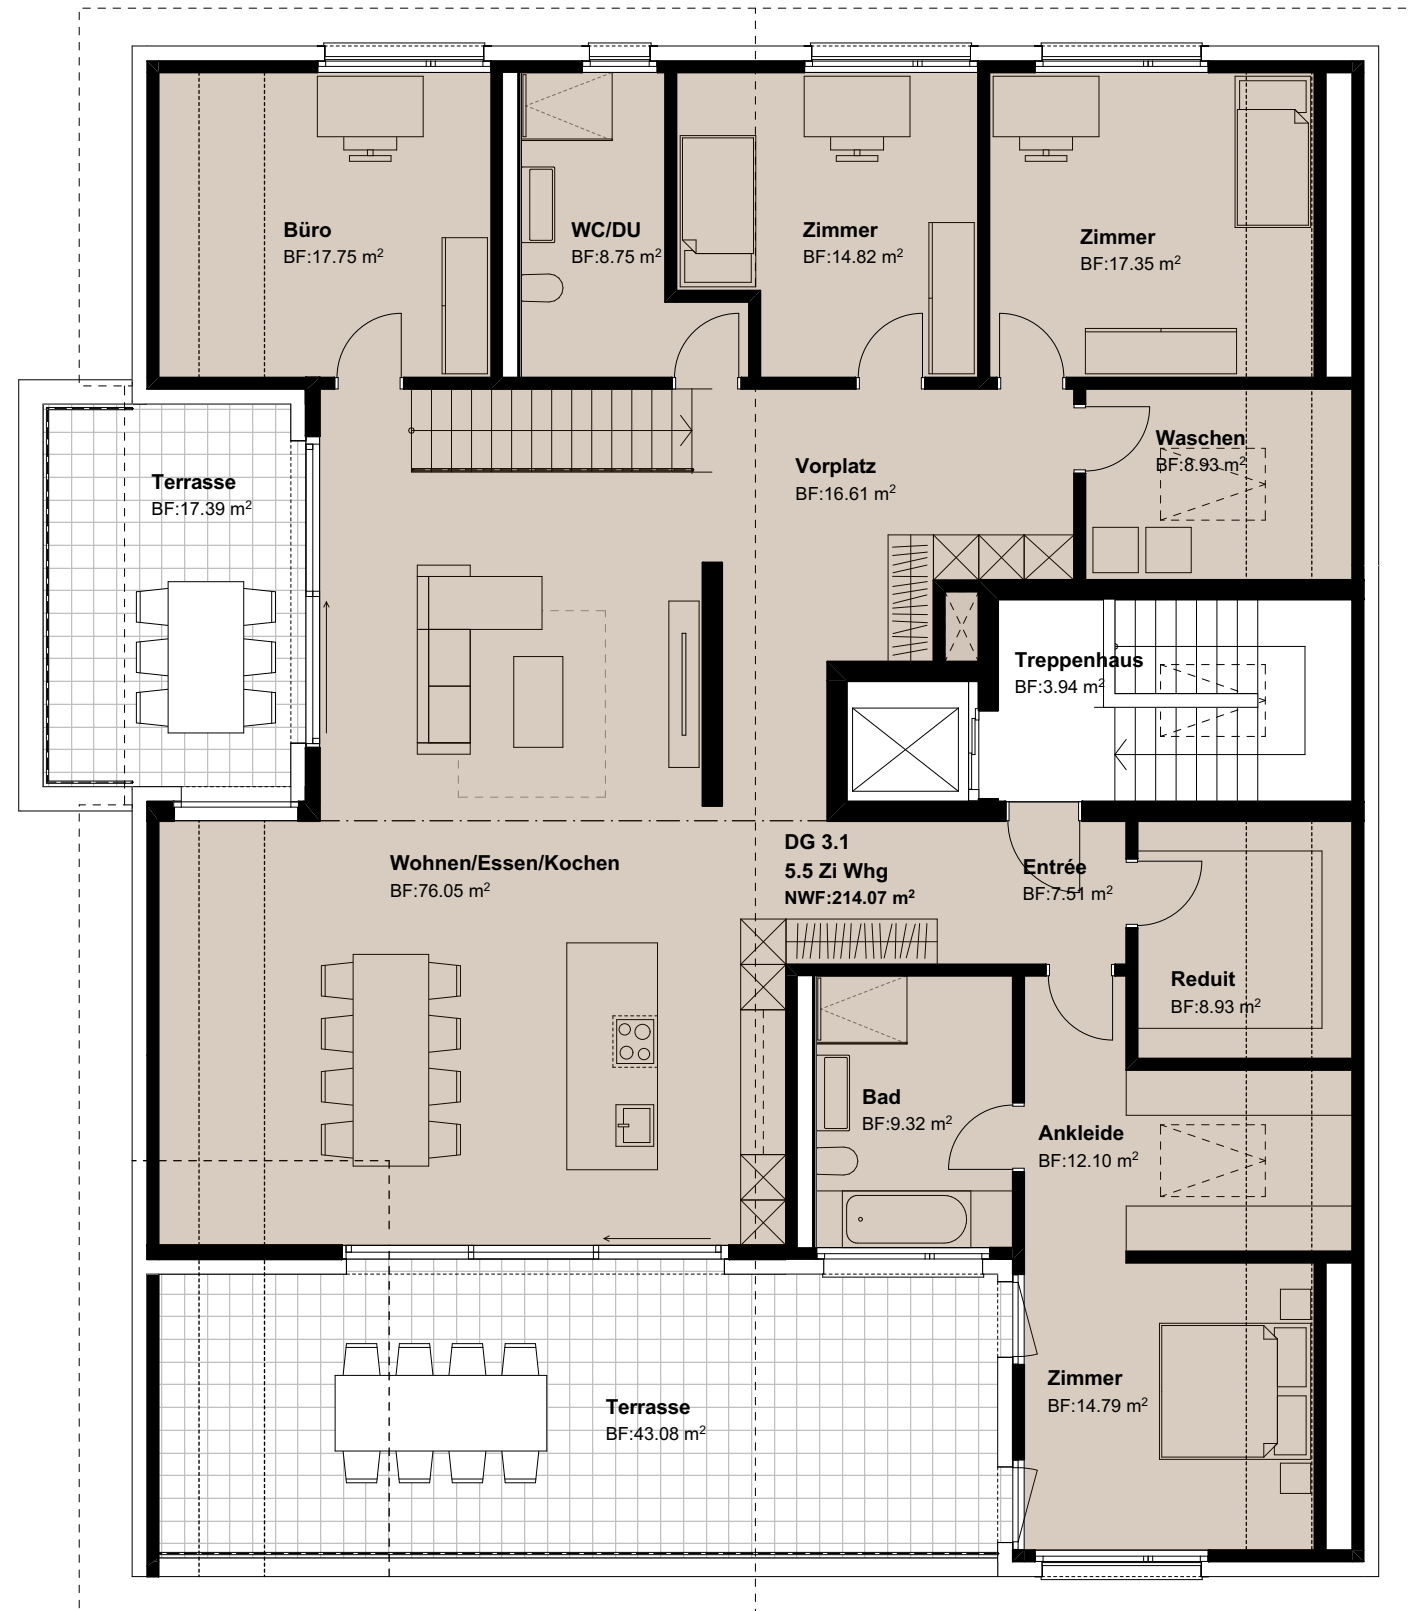 Büro
BF:17.75 m²
WC/DU
BF:8.75 m²
Zimmer
BF:14.82 m²
Zimmer
BF:17.35 m²
Terrasse
BF:17.39 m²
Vorplatz
BF:16.61 m²
Waschen
BF:8.93 m²
Treppenhaus
BF:3.94 m²
Wohnen/Essen/Kochen
BF:76.05 m²
DG 3.1
5.5 Zi Whg
NWF:214.07 m²
Entrée
BF:7.51 m²
Reduit
BF:8.93 m²
Bad
BF:9.32 m²
Ankleide
BF:12.10 m²
Terrasse
BF:43.08 m²
Zimmer
BF:14.79 m²